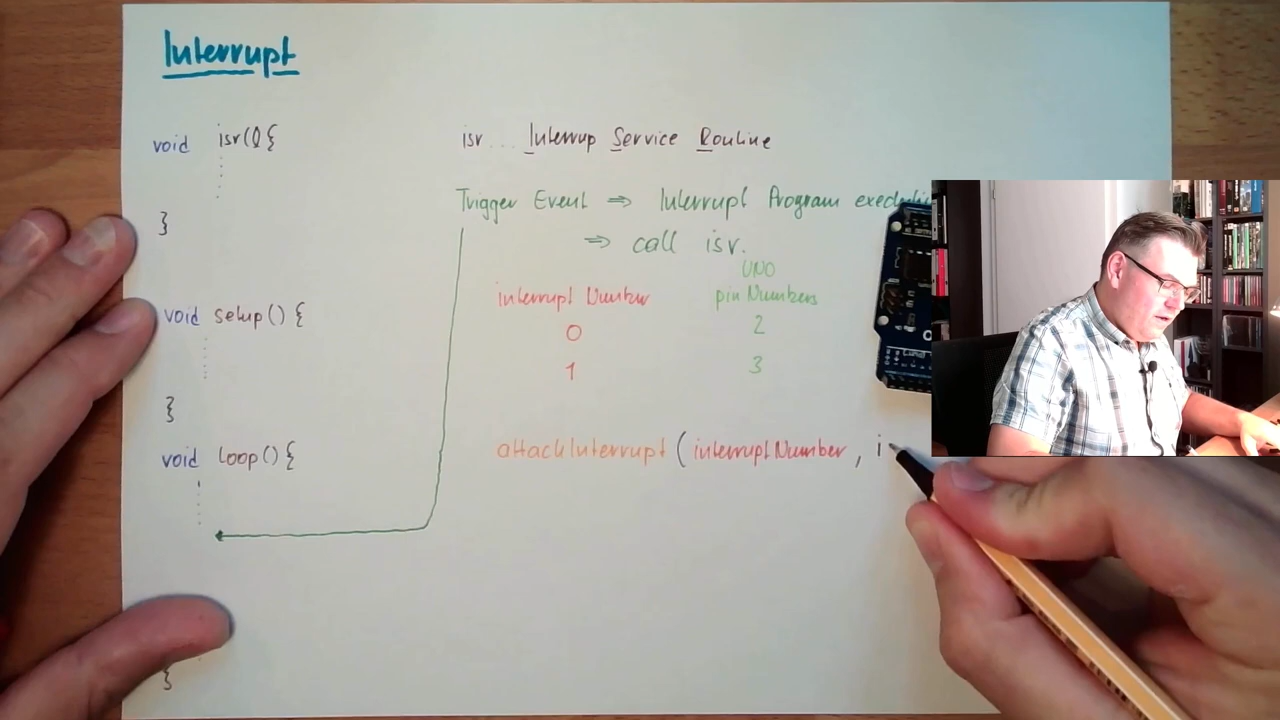 Interrupt
void isr(){
isr... Interrup Service Routine
Trigger Event ⇒ Interrupt Program
}
⇒ call isr.
UNO
interrupt Number pin Numbers
void setup() {
0 2
1 3
}
void loop() {
attachInterrupt ( interruptNumber, i
}